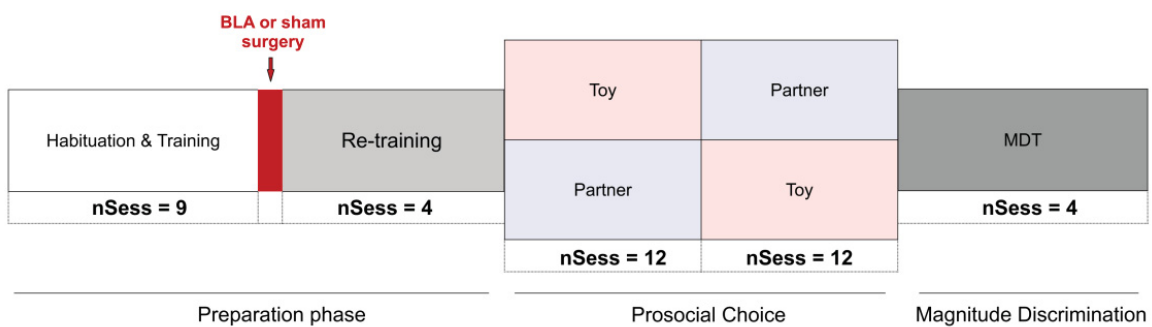 BLA or sham
surgery
Habituation & Training
Re-training
Toy
Partner
MDT
Partner
Toy
nSess = 9
nSess = 4
nSess = 4
nSess = 12
nSess = 12
Preparation phase
Prosocial Choice
Magnitude Discrimination